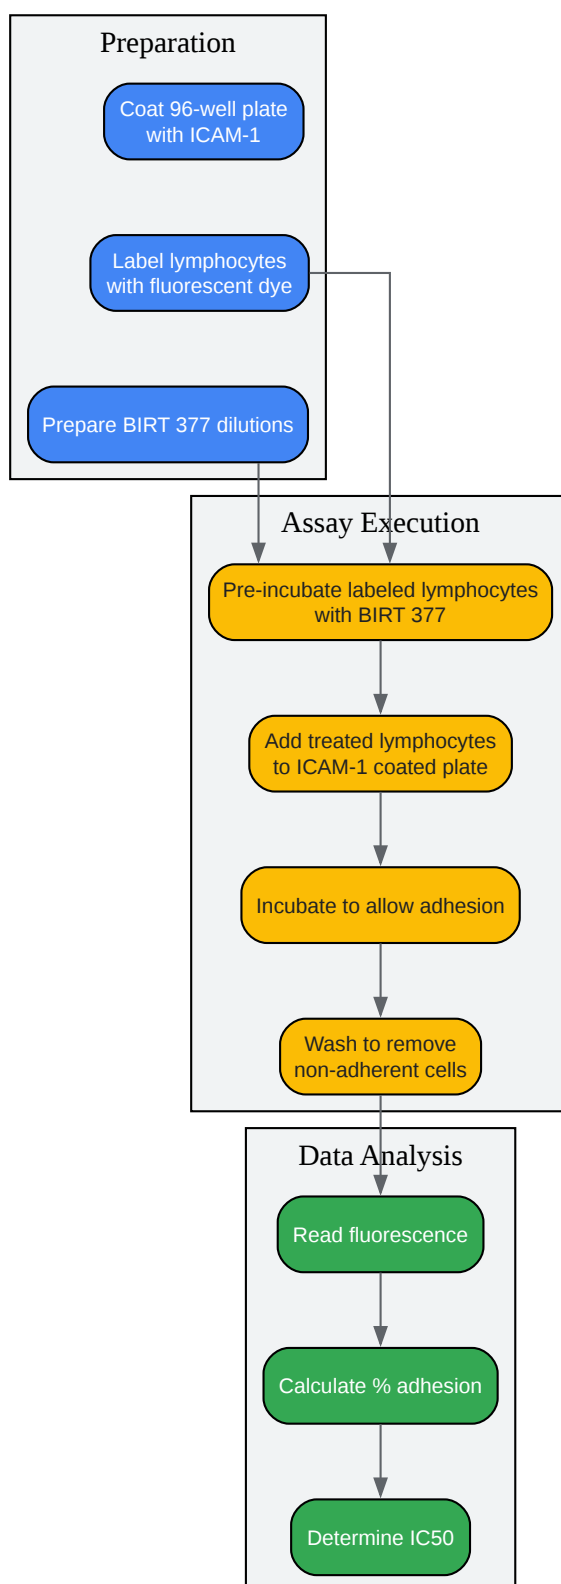 Preparation
Coat 96-well plate
with ICAM-1
Label lymphocytes
with fluorescent dye
Prepare BIRT 377 dilutions
Assay Execution
Pre-incubate labeled lymphocytes
with BIRT 377
Add treated lymphocytes
to ICAM-1 coated plate
Incubate to allow adhesion
Wash to remove
non-adherent cells
Data Analysis
Read fluorescence
Calculate % adhesion
Determine IC50